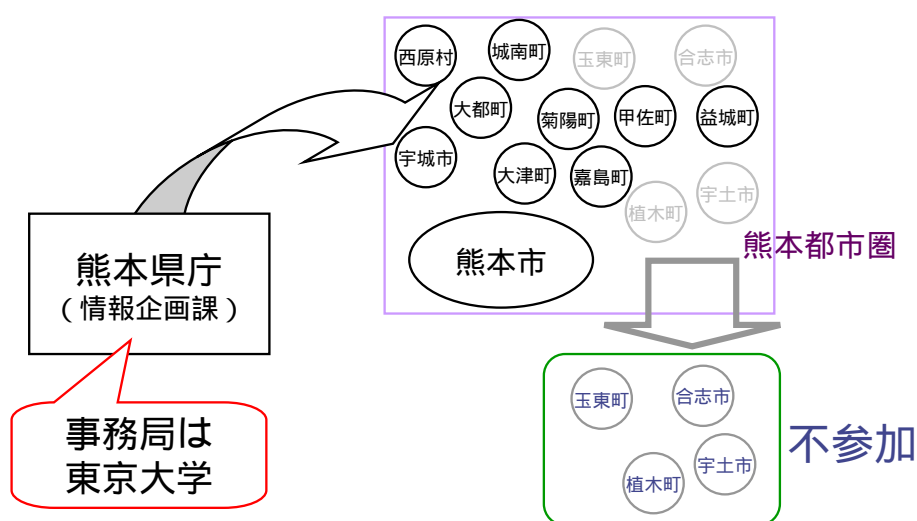 西原村
城南町
玉東町
合志市
大都町
菊陽町
甲佐町
益城町
宇城市
大津町
嘉島町
植木町
宇土市
熊本市
熊本都市圏
熊本県庁
（情報企画課）
事務局は
東京大学
玉東町
合志市
植木町
宇土市
不参加